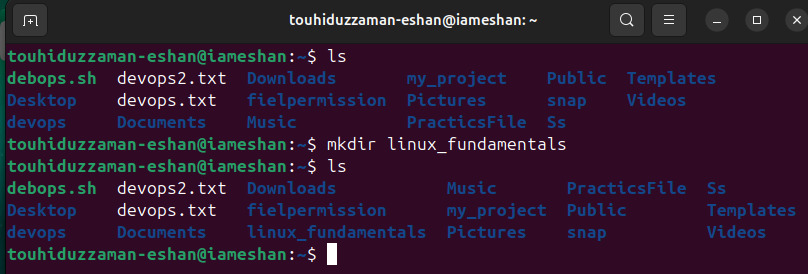 touhiduzzaman-eshan@iameshan: ~
touhiduzzaman-eshan@iameshan:~$ ls
debops.sh devops2.txt Downloads my_project Public Templates
Desktop devops.txt fielpermission Pictures snap Videos
devops Documents Music PracticsFile Ss
touhiduzzaman-eshan@iameshan:~$ mkdir linux_fundamentals
touhiduzzaman-eshan@iameshan:~$ ls
debops.sh devops2.txt Downloads Music PracticsFile Ss
Desktop devops.txt fielpermission my_project Public Templates
devops Documents linux_fundamentals Pictures snap Videos
touhiduzzaman-eshan@iameshan:~$